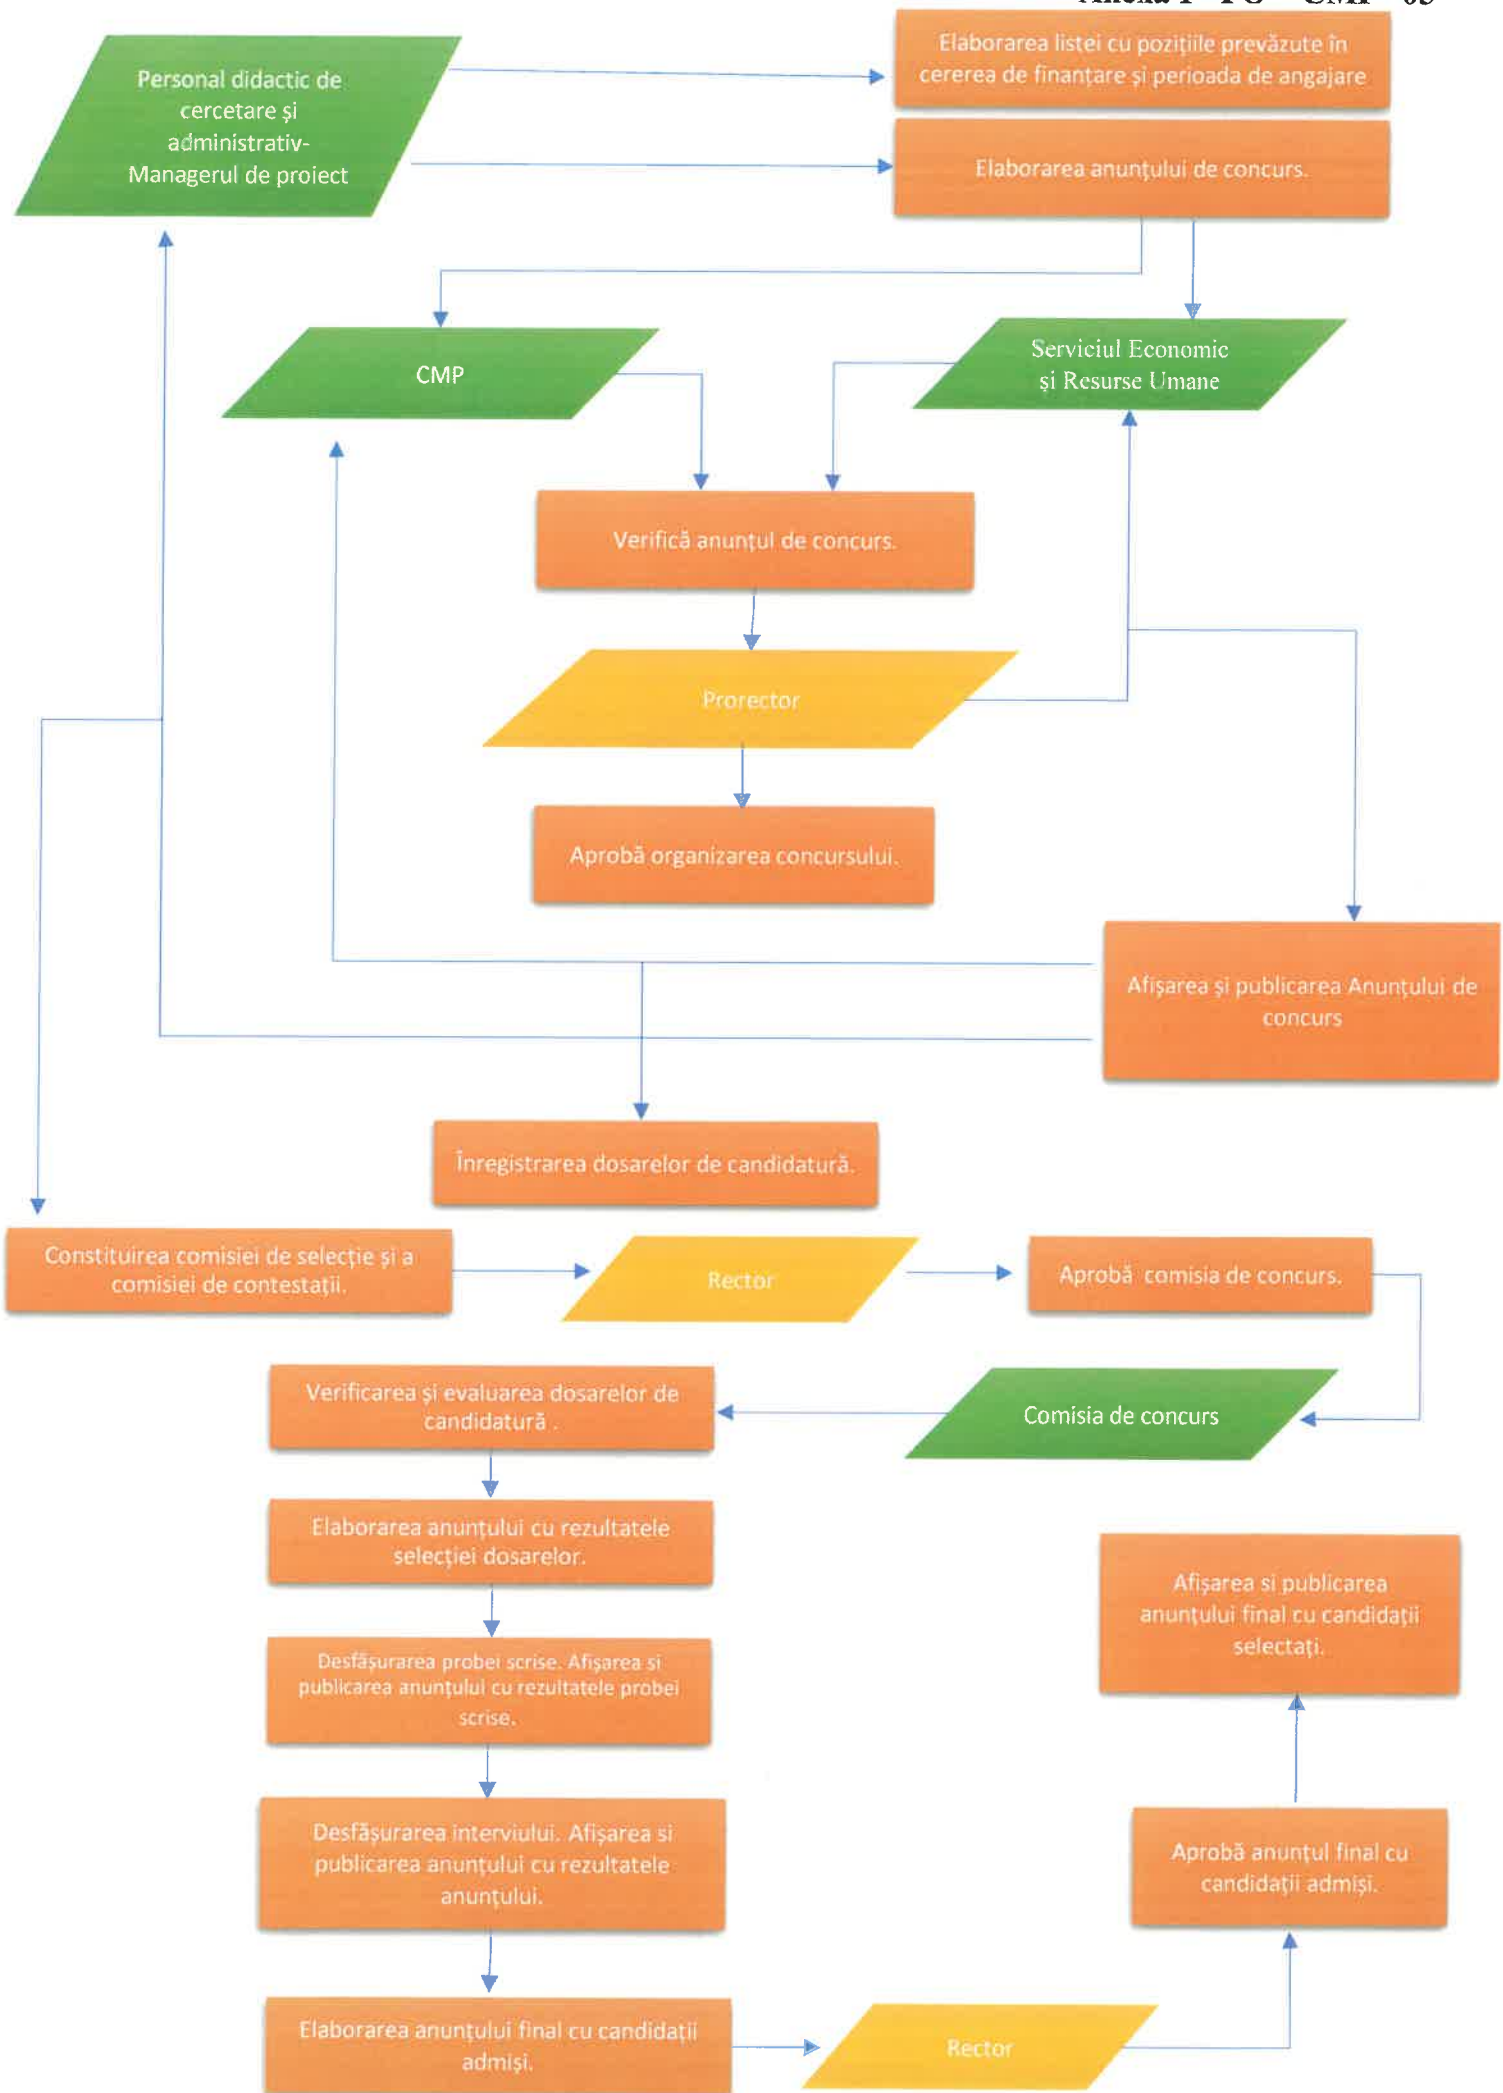 Elaborarea listei cu pozițiile prevăzute în
cererea de finanțare și perioada de angajare
Personal didactic de
cercetare și
administrativ-
Managerul de proiect
Elaborarea anunțului de concurs.
CMP
Serviciul Economic
și Resurse Umane
Verifică anunțul de concurs.
Prorector
Aprobă organizarea concursului.
Afișarea și publicarea Anunțului de
concurs
Înregistrarea dosarelor de candidatură.
Constituirea comisiei de selecție și a
comisiei de contestații.
Rector
Aprobă comisia de concurs.
Verificarea și evaluarea dosarelor de
candidatură .
Comisia de concurs
Elaborarea anunțului cu rezultatele
selecției dosarelor.
Afișarea si publicarea
anunțului final cu candidații
selectați.
Desfășurarea probei scrise. Afișarea si
publicarea anunțului cu rezultatele probei
scrise.
Desfășurarea interviului. Afișarea si
publicarea anunțului cu rezultatele
anunțului.
Aprobă anunțul final cu
candidații admiși.
Elaborarea anunțului final cu candidații
admiși.
Rector